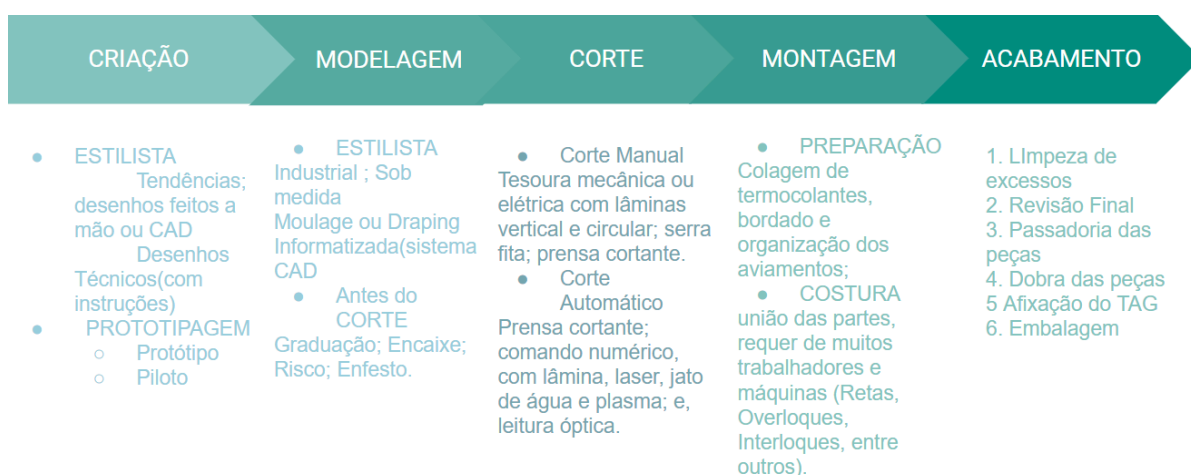 CRIAÇÃO
MODELAGEM
CORTE
MONTAGEM
ACABAMENTO
● ESTILISTA
Tendências;
desenhos feitos a
mão ou CAD
Desenhos
Técnicos(com
instruções)
● PROTOTIPAGEM
○ Protótipo
○ Piloto
● ESTILISTA
Industrial ; Sob
medida
Moulage ou Draping
Informatizada(sistema
CAD
● Antes do
CORTE
Graduação; Encaixe;
Risco; Enfesto.
● Corte Manual
Tesoura mecânica ou
elétrica com lâminas
vertical e circular; serra
fita; prensa cortante.
● Corte
Automático
Prensa cortante;
comando numérico,
com lâmina, laser, jato
de água e plasma; e,
leitura óptica.
● PREPARAÇÃO
Colagem de
termocolantes,
bordado e
organização dos
aviamentos;
● COSTURA
união das partes,
requer de muitos
trabalhadores e
máquinas (Retas,
Overloques,
Interloques, entre
outros).
1. LImpeza de
excessos
2. Revisão Final
3. Passadoria das
peças
4. Dobra das peças
5 Afixação do TAG
6. Embalagem